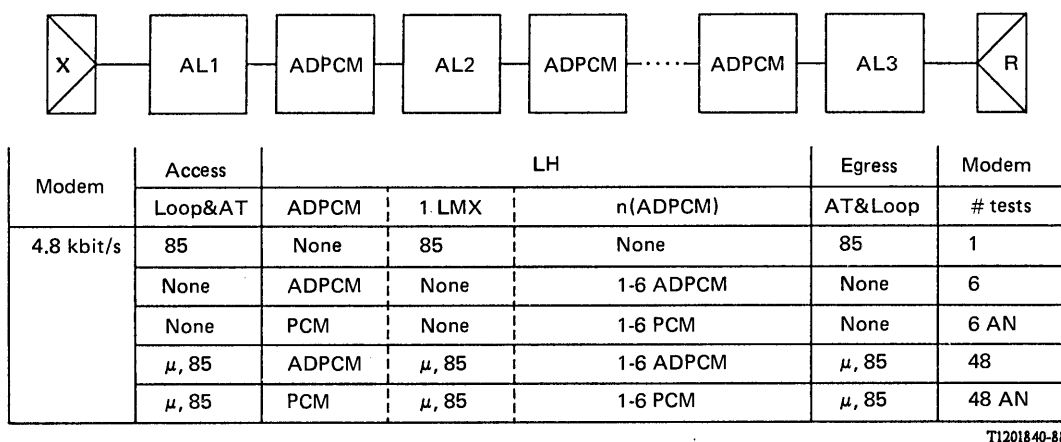 X AL1 ADPCM AL2 ADPCM ADPCM AL3 R
Modem Access LH Egress Modem
Loop&AT ADPCM 1 LMX n(ADPCM) AT&Loop # tests
4.8 kbit/s 85 None 85 None 85 1
None ADPCM None 1-6 ADPCM None 6
None PCM None 1-6 PCM None 6 AN
μ, 85 ADPCM μ, 85 1-6 ADPCM μ, 85 48
μ, 85 PCM μ, 85 1-6 PCM μ, 85 48 AN